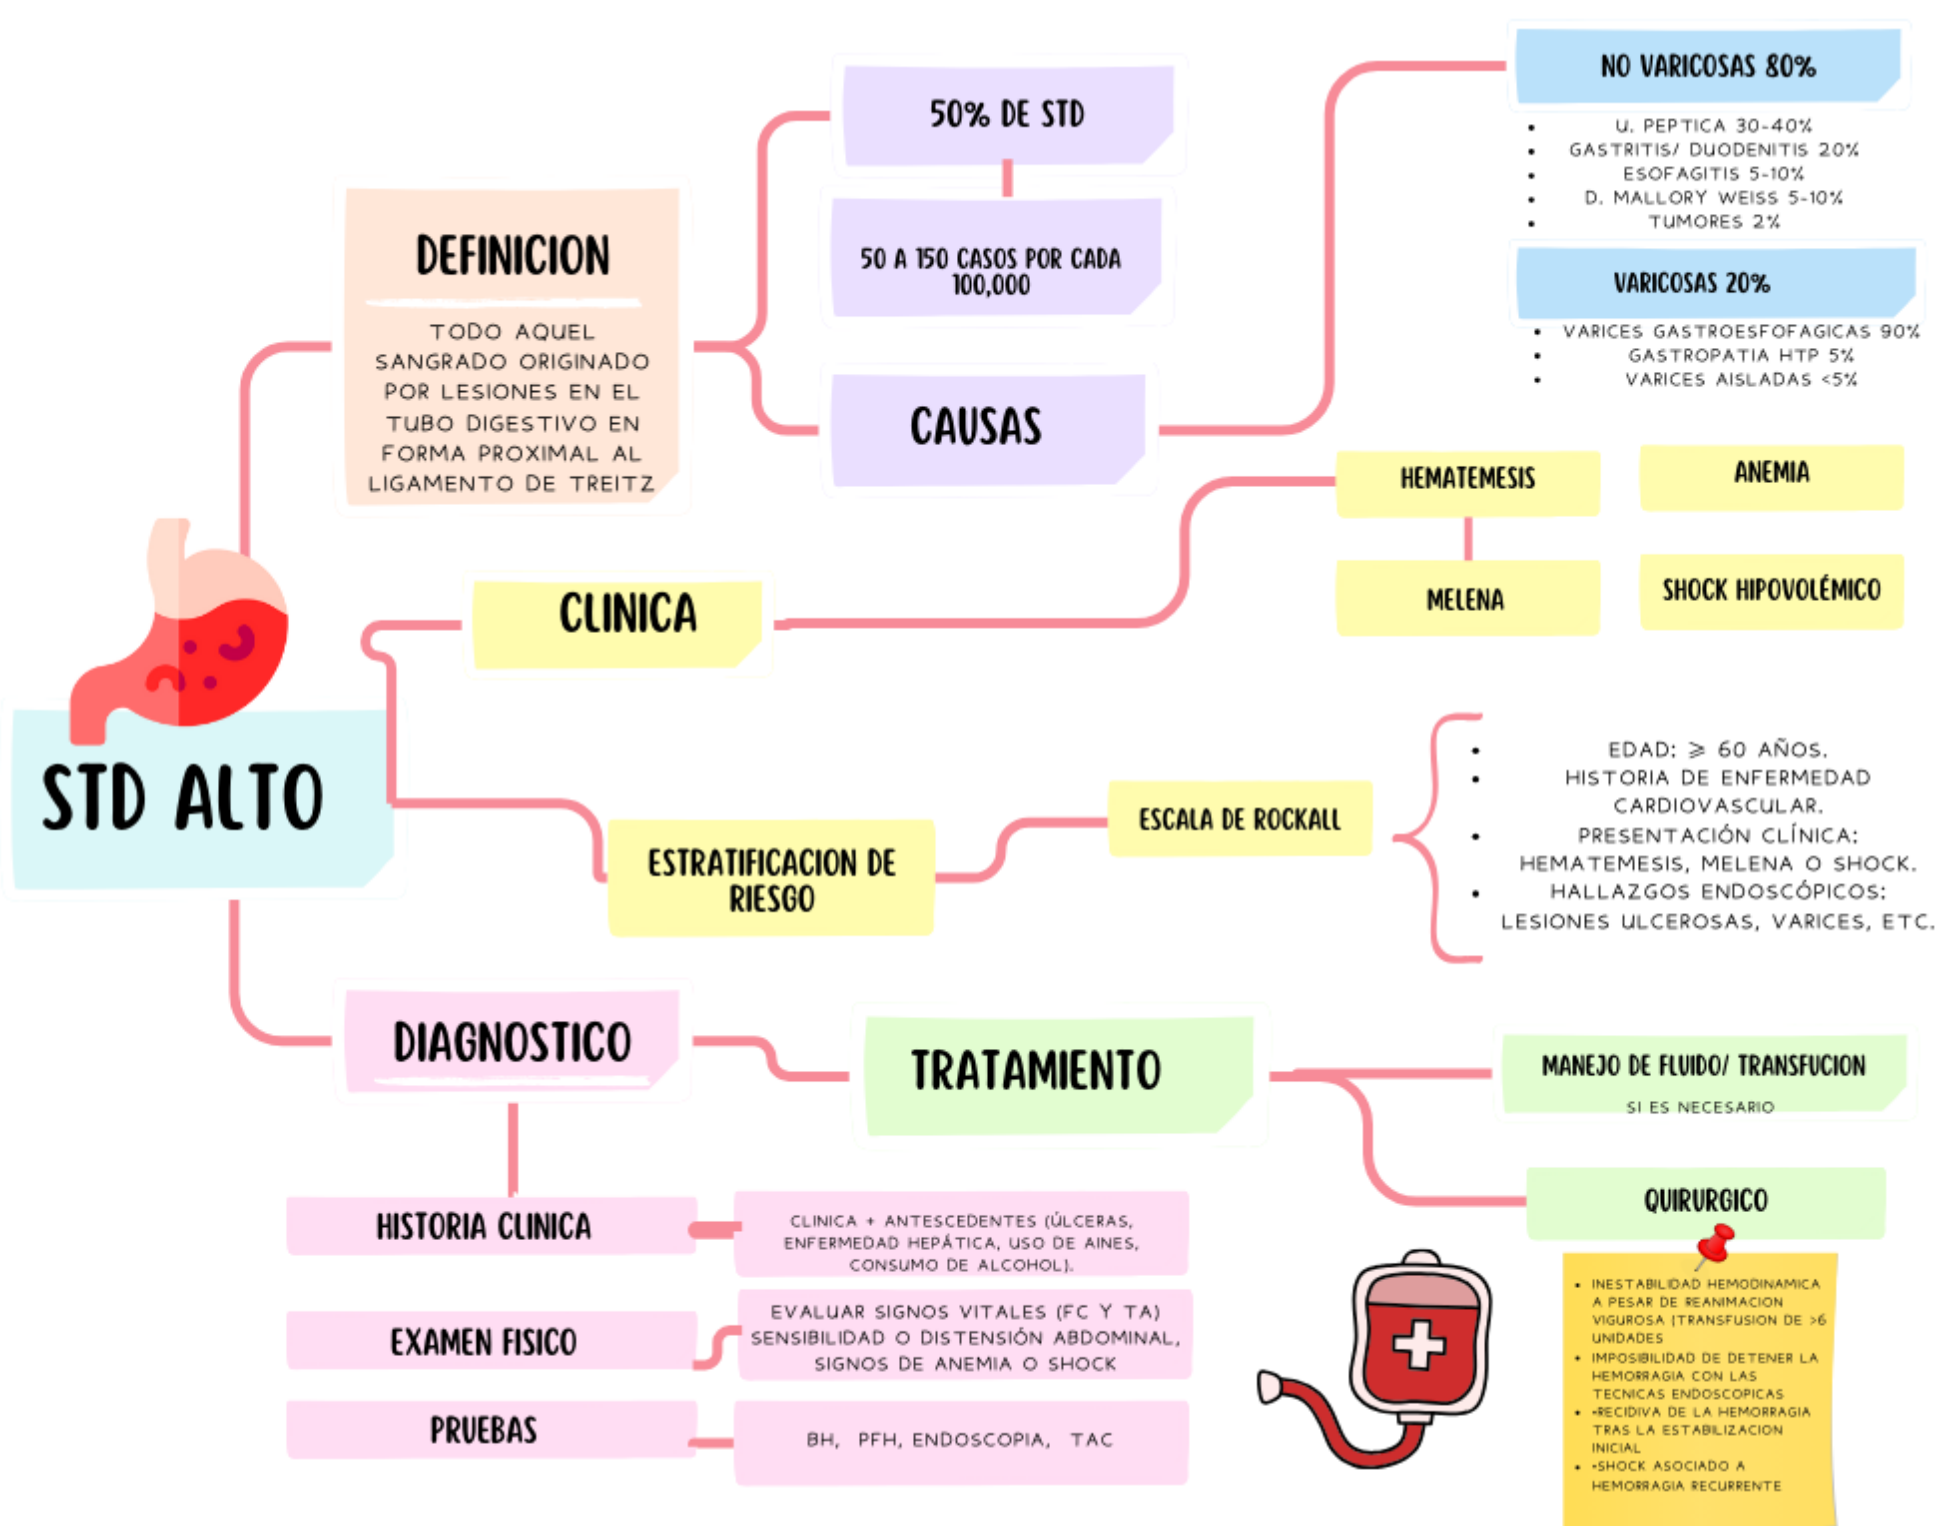 STD ALTO
DEFINICION
TODO AQUEL
SANGRADO ORIGINADO
POR LESIONES EN EL
TUBO DIGESTIVO EN
FORMA PROXIMAL AL
LIGAMENTO DE TREITZ
50% DE STD
50 A 150 CASOS POR CADA
100,000
CAUSAS
NO VARICOSAS 80%
• U. PEPTICA 30-40%
• GASTRITIS/ DUODENITIS 20%
• ESOFAGITIS 5-10%
• D. MALLORY WEISS 5-10%
• TUMORES 2%
VARICOSAS 20%
• VARICES GASTROESFOFAGICAS 90%
• GASTROPATIA HTP 5%
• VARICES AISLADAS <5%
CLINICA
HEMATEMESIS
ANEMIA
MELENA
SHOCK HIPOVOLÉMICO
ESTRATIFICACION DE
RIESGO
ESCALA DE ROCKALL
• EDAD: ⩾ 60 AÑOS.
• HISTORIA DE ENFERMEDAD
CARDIOVASCULAR.
• PRESENTACIÓN CLÍNICA:
HEMATEMESIS, MELENA O SHOCK.
• HALLAZGOS ENDOSCÓPICOS:
LESIONES ULCEROSAS, VARICES, ETC.
DIAGNOSTICO
HISTORIA CLINICA
CLINICA + ANTESCEDENTES (ÚLCERAS,
ENFERMEDAD HEPÁTICA, USO DE AINES,
CONSUMO DE ALCOHOL).
EXAMEN FISICO
EVALUAR SIGNOS VITALES (FC Y TA)
SENSIBILIDAD O DISTENSIÓN ABDOMINAL,
SIGNOS DE ANEMIA O SHOCK
PRUEBAS
BH, PFH, ENDOSCOPIA, TAC
TRATAMIENTO
MANEJO DE FLUIDO/ TRANSFUCION
SI ES NECESARIO
QUIRURGICO
• INESTABILIDAD HEMODINAMICA
A PESAR DE REANIMACION
VIGUROSA (TRANSFUSION DE >6
UNIDADES
• IMPOSIBILIDAD DE DETENER LA
HEMORRAGIA CON LAS
TECNICAS ENDOSCOPICAS
• •RECIDIVA DE LA HEMORRAGIA
TRAS LA ESTABILIZACION
INICIAL
• •SHOCK ASOCIADO A
HEMORRAGIA RECURRENTE